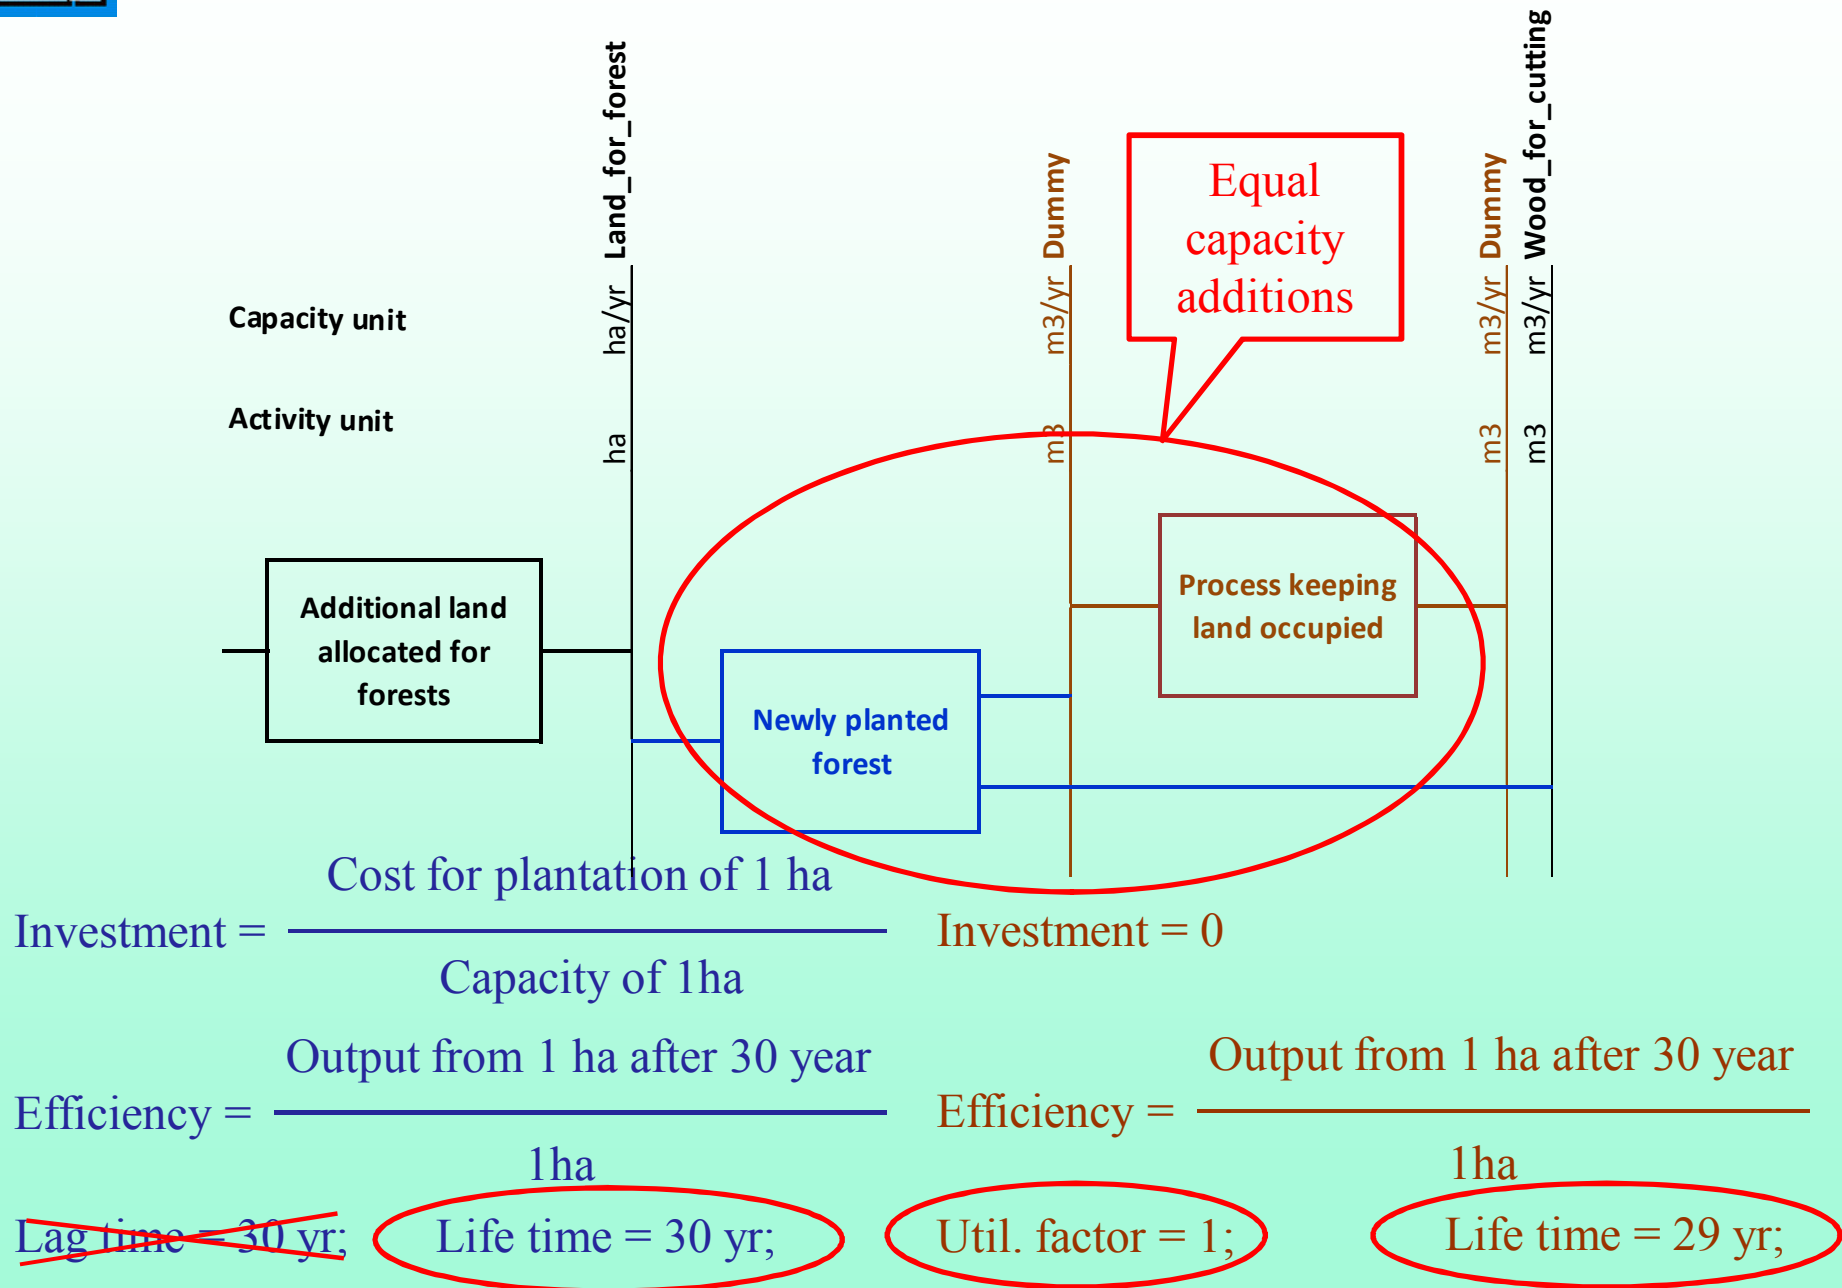 Land_for_forest
Dummy
Dummy
Wood_for_cutting
Equal
capacity
additions
Capacity unit
ha/yr
m3/yr
m3/yr
m3/yr
Activity unit
ha
m3
m3
m3
Additional land
allocated for
forests
Newly planted
forest
Process keeping
land occupied
Cost for plantation of 1 ha
Investment =
Capacity of 1ha
Investment = 0
Output from 1 ha after 30 year
Efficiency =
1ha
Output from 1 ha after 30 year
Efficiency =
1ha
Lag time = 30 yr;
Life time = 30 yr;
Util. factor = 1;
Life time = 29 yr;